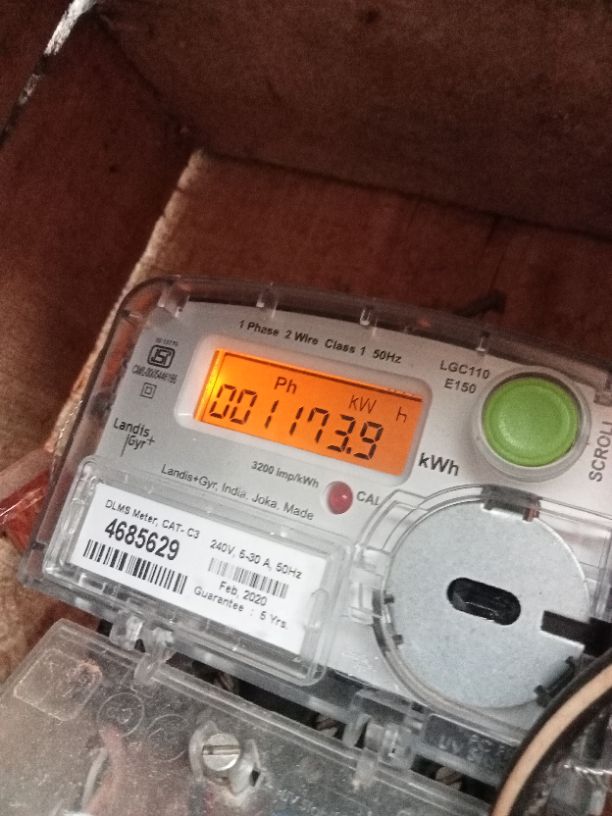 1 Phase 2 Wire Class 1 50Hz
LGC110
E150
SCROLL
Ph kW h
001173.9
kWh
Landis
Gyr+
3200 imp/kWh
CAL
Landis+Gyr, India. Joka, Made
DLMS Meter, CAT- C3
4685629
240V, 5-30 A, 50Hz
Feb, 2020
Guarantee : 5 Yrs.